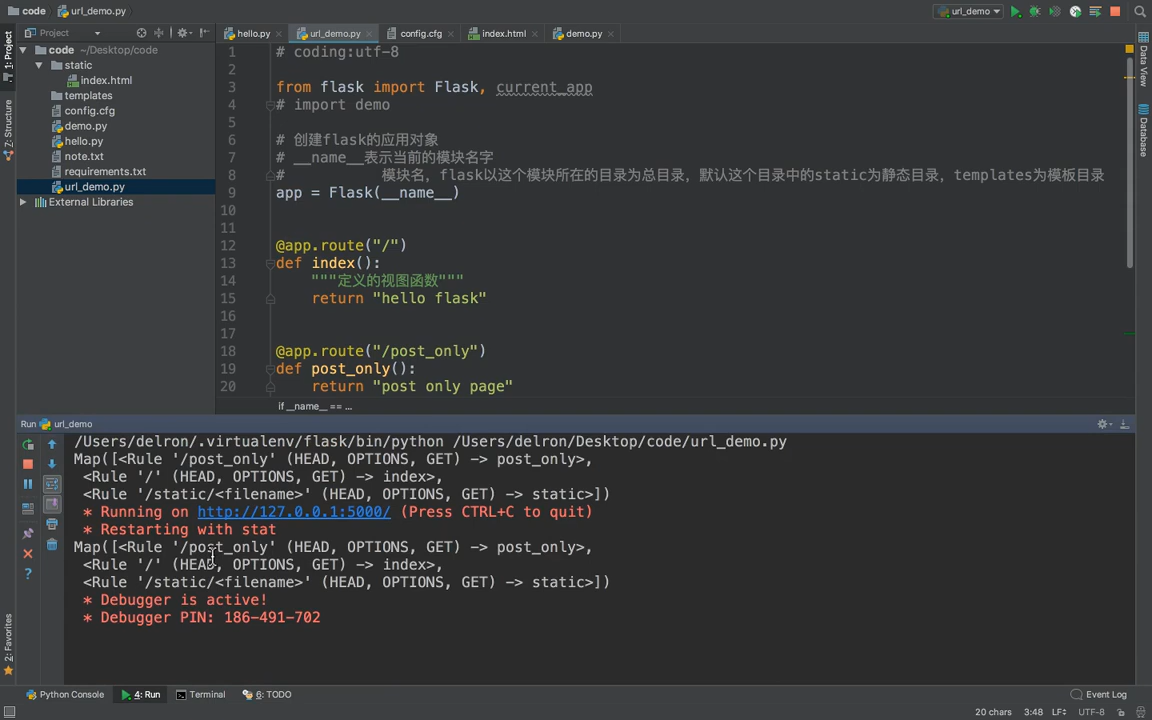 code
url_demo.py
url_demo
1: Project
Z: Structure
2: Favorites
Project
code ~/Desktop/code
static
index.html
templates
config.cfg
demo.py
hello.py
note.txt
requirements.txt
url_demo.py
External Libraries
hello.py
url_demo.py
config.cfg
index.html
demo.py
1 # coding:utf-8
2
3 from flask import Flask, current_app
4 # import demo
5
6 # 创建flask的应用对象
7 # __name__表示当前的模块名字
8 #           模块名，flask以这个模块所在的目录为总目录，默认这个目录中的static为静态目录，templates为模板目录
9 app = Flask(__name__)
10
11
12 @app.route("/")
13 def index():
14     """定义的视图函数"""
15     return "hello flask"
16
17
18 @app.route("/post_only")
19 def post_only():
20     return "post only page"
if __name__ == ...
Data View
Database
Run url_demo
/Users/delron/.virtualenv/flask/bin/python /Users/delron/Desktop/code/url_demo.py
Map([<Rule '/post_only' (HEAD, OPTIONS, GET) -> post_only>,
 <Rule '/' (HEAD, OPTIONS, GET) -> index>,
 <Rule '/static/<filename>' (HEAD, OPTIONS, GET) -> static>])
 * Running on http://127.0.0.1:5000/ (Press CTRL+C to quit)
 * Restarting with stat
Map([<Rule '/post_only' (HEAD, OPTIONS, GET) -> post_only>,
 <Rule '/' (HEAD, OPTIONS, GET) -> index>,
 <Rule '/static/<filename>' (HEAD, OPTIONS, GET) -> static>])
 * Debugger is active!
 * Debugger PIN: 186-491-702
Python Console
4: Run
Terminal
6: TODO
Event Log
20 chars 3:48 LF÷ UTF-8